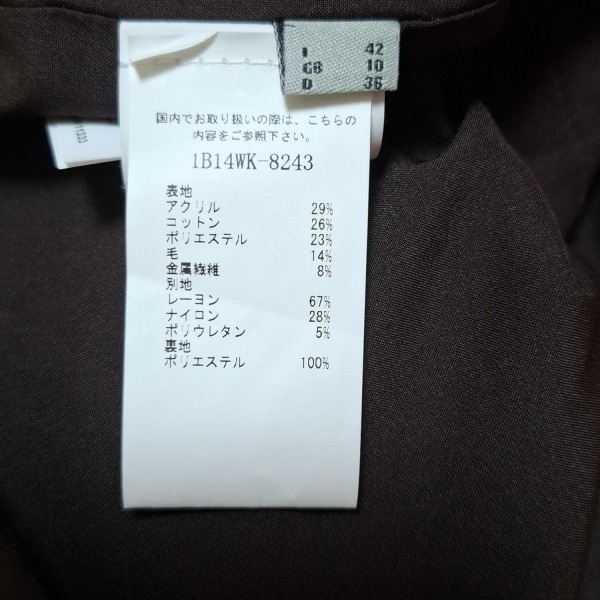 I 42
GB 10
D 36
国内でお取り扱いの際は、こちらの
内容をご参照下さい。
1B14WK-8243
表地
アクリル 29%
コットン 26%
ポリエステル 23%
毛 14%
金属繊維 8%
別地
レーヨン 67%
ナイロン 28%
ポリウレタン 5%
裏地
ポリエステル 100%